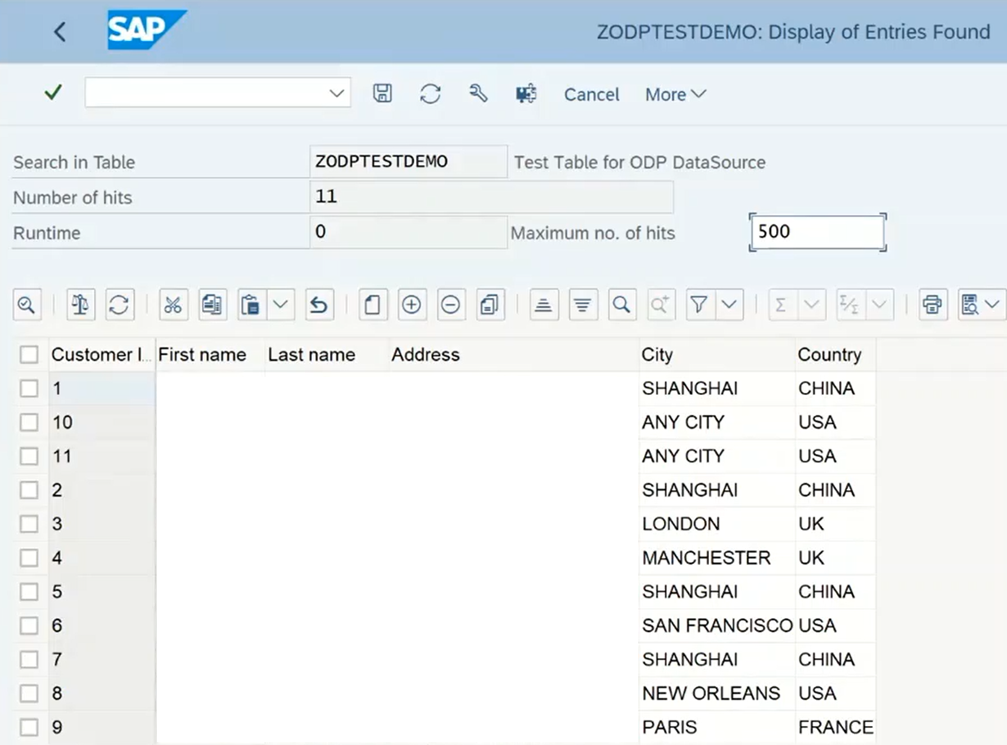 SAP
ZODPTESTDEMO: Display of Entries Found
Cancel More
Search in Table ZODPTESTDEMO Test Table for ODP DataSource
Number of hits 11
Runtime 0 Maximum no. of hits 500
Customer I... First name Last name Address City Country
1 SHANGHAI CHINA
10 ANY CITY USA
11 ANY CITY USA
2 SHANGHAI CHINA
3 LONDON UK
4 MANCHESTER UK
5 SHANGHAI CHINA
6 SAN FRANCISCO USA
7 SHANGHAI CHINA
8 NEW ORLEANS USA
9 PARIS FRANCE